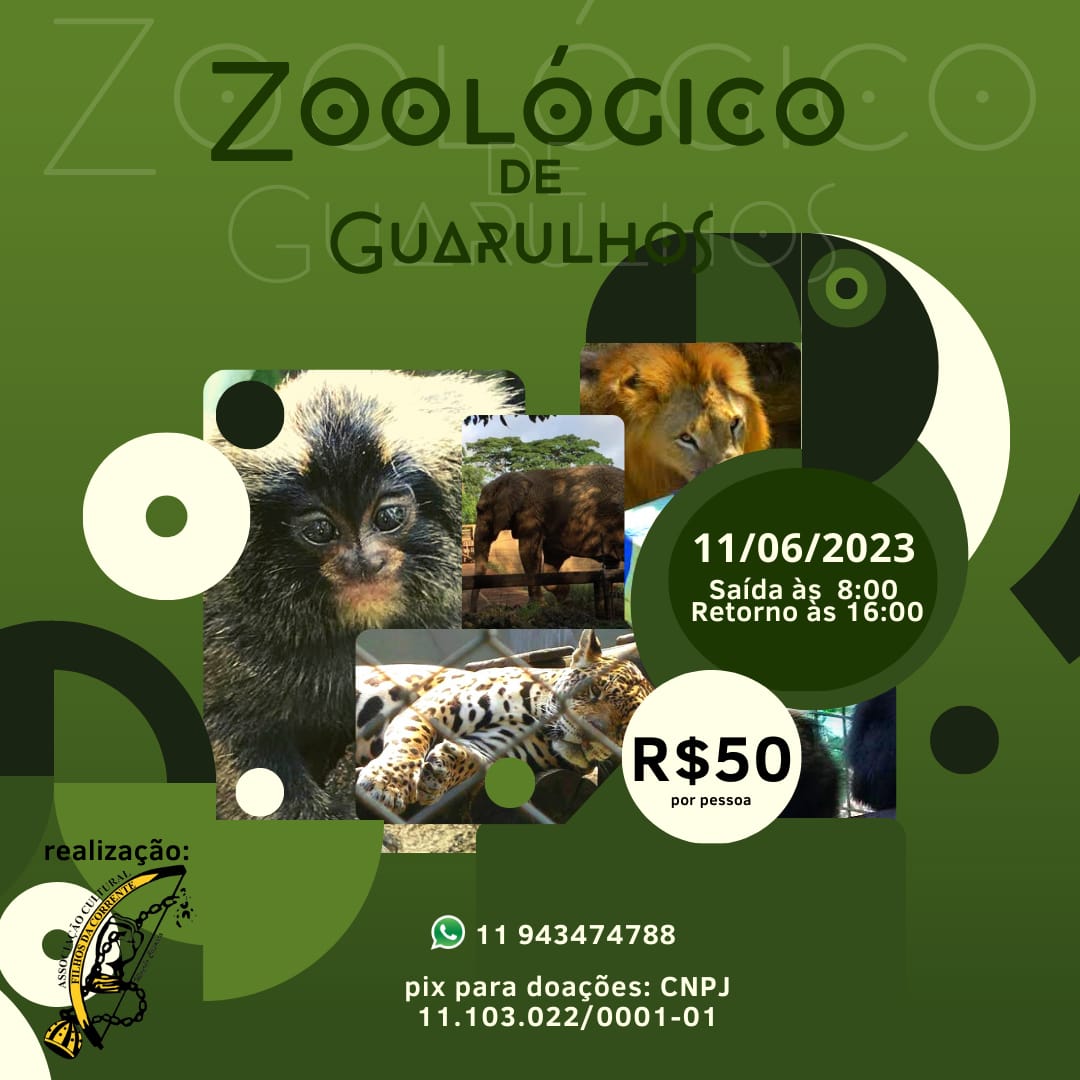 Zoológico
DE
Guarulhos
11/06/2023
Saída às 8:00
Retorno às 16:00
R$50
por pessoa
realização:
ASSOCIAÇÃO CULTURAL
FILHOS DA CORRENTE
11 943474788
pix para doações: CNPJ
11.103.022/0001-01